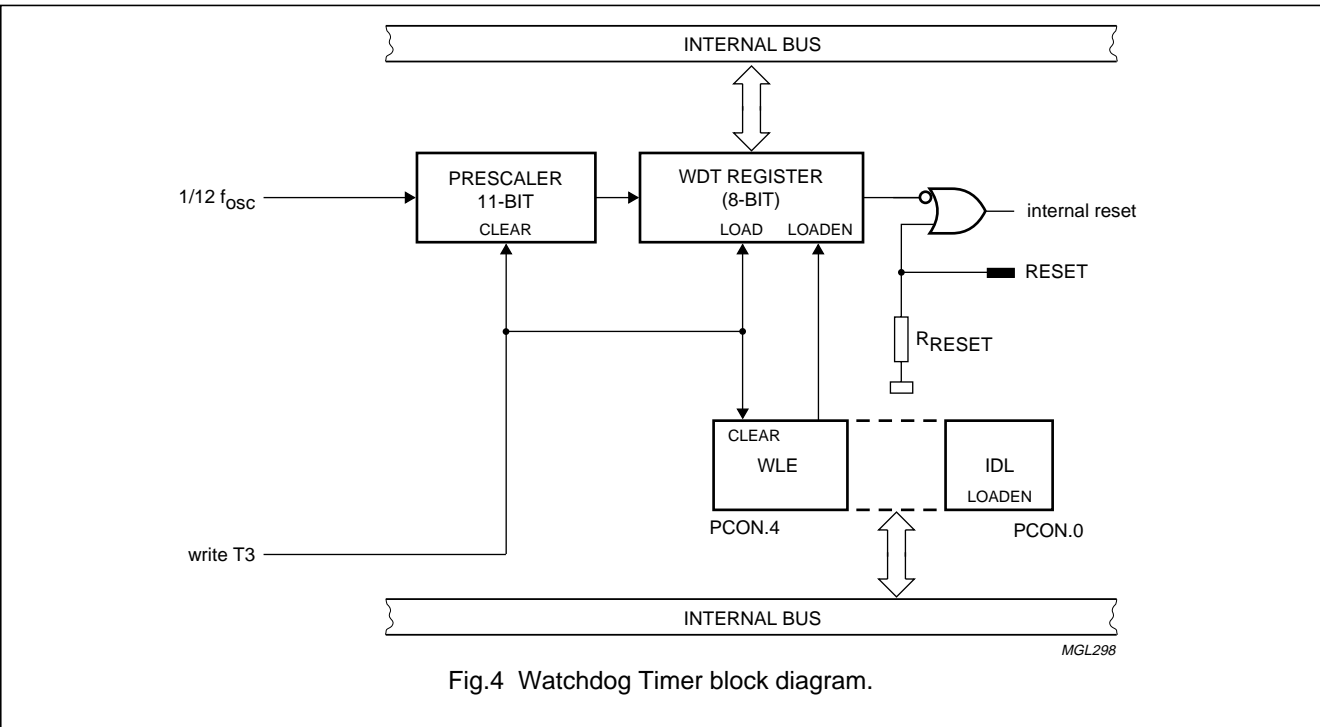 INTERNAL BUS
PRESCALER
11-BIT
CLEAR
WDT REGISTER
(8-BIT)
LOAD LOADEN
1/12 fosc
internal reset
RESET
RRESET
CLEAR
WLE
IDL
LOADEN
PCON.4
PCON.0
write T3
INTERNAL BUS
MGL298
Fig.4 Watchdog Timer block diagram.